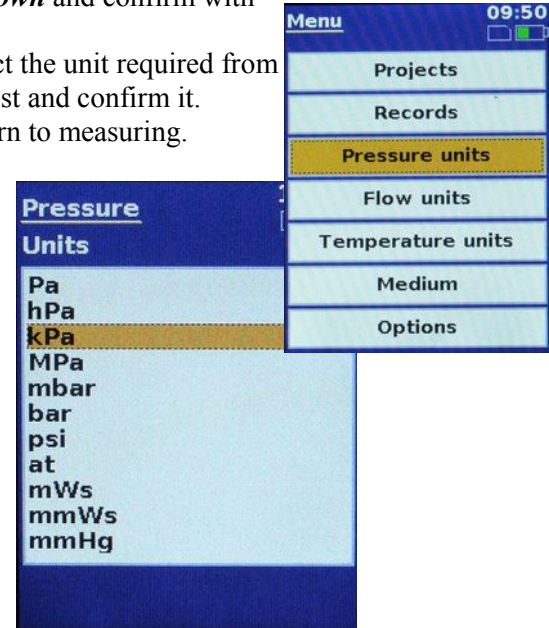 own and confirm with
ct the unit required from
st and confirm it.
rn to measuring.
Menu
09:50
Projects
Records
Pressure units
Flow units
Temperature units
Medium
Options
Pressure
Units
Pa
hPa
kPa
MPa
mbar
bar
psi
at
mWs
mmWs
mmHg